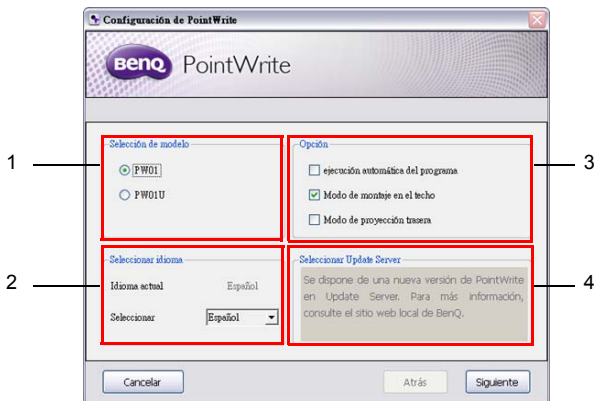 Configuración de PointWrite
BenQ PointWrite
Selección de modelo
PW01
PW01U
Opción
ejecución automática del programa
Modo de montaje en el techo
Modo de proyección trasera
1
3
Seleccionar idioma
Idioma actual Español
Seleccionar Español
Seleccionar Update Server
Se dispone de una nueva versión de PointWrite
en Update Server. Para más información,
consulte el sitio web local de BenQ.
2
4
Cancelar
Atrás
Siguiente